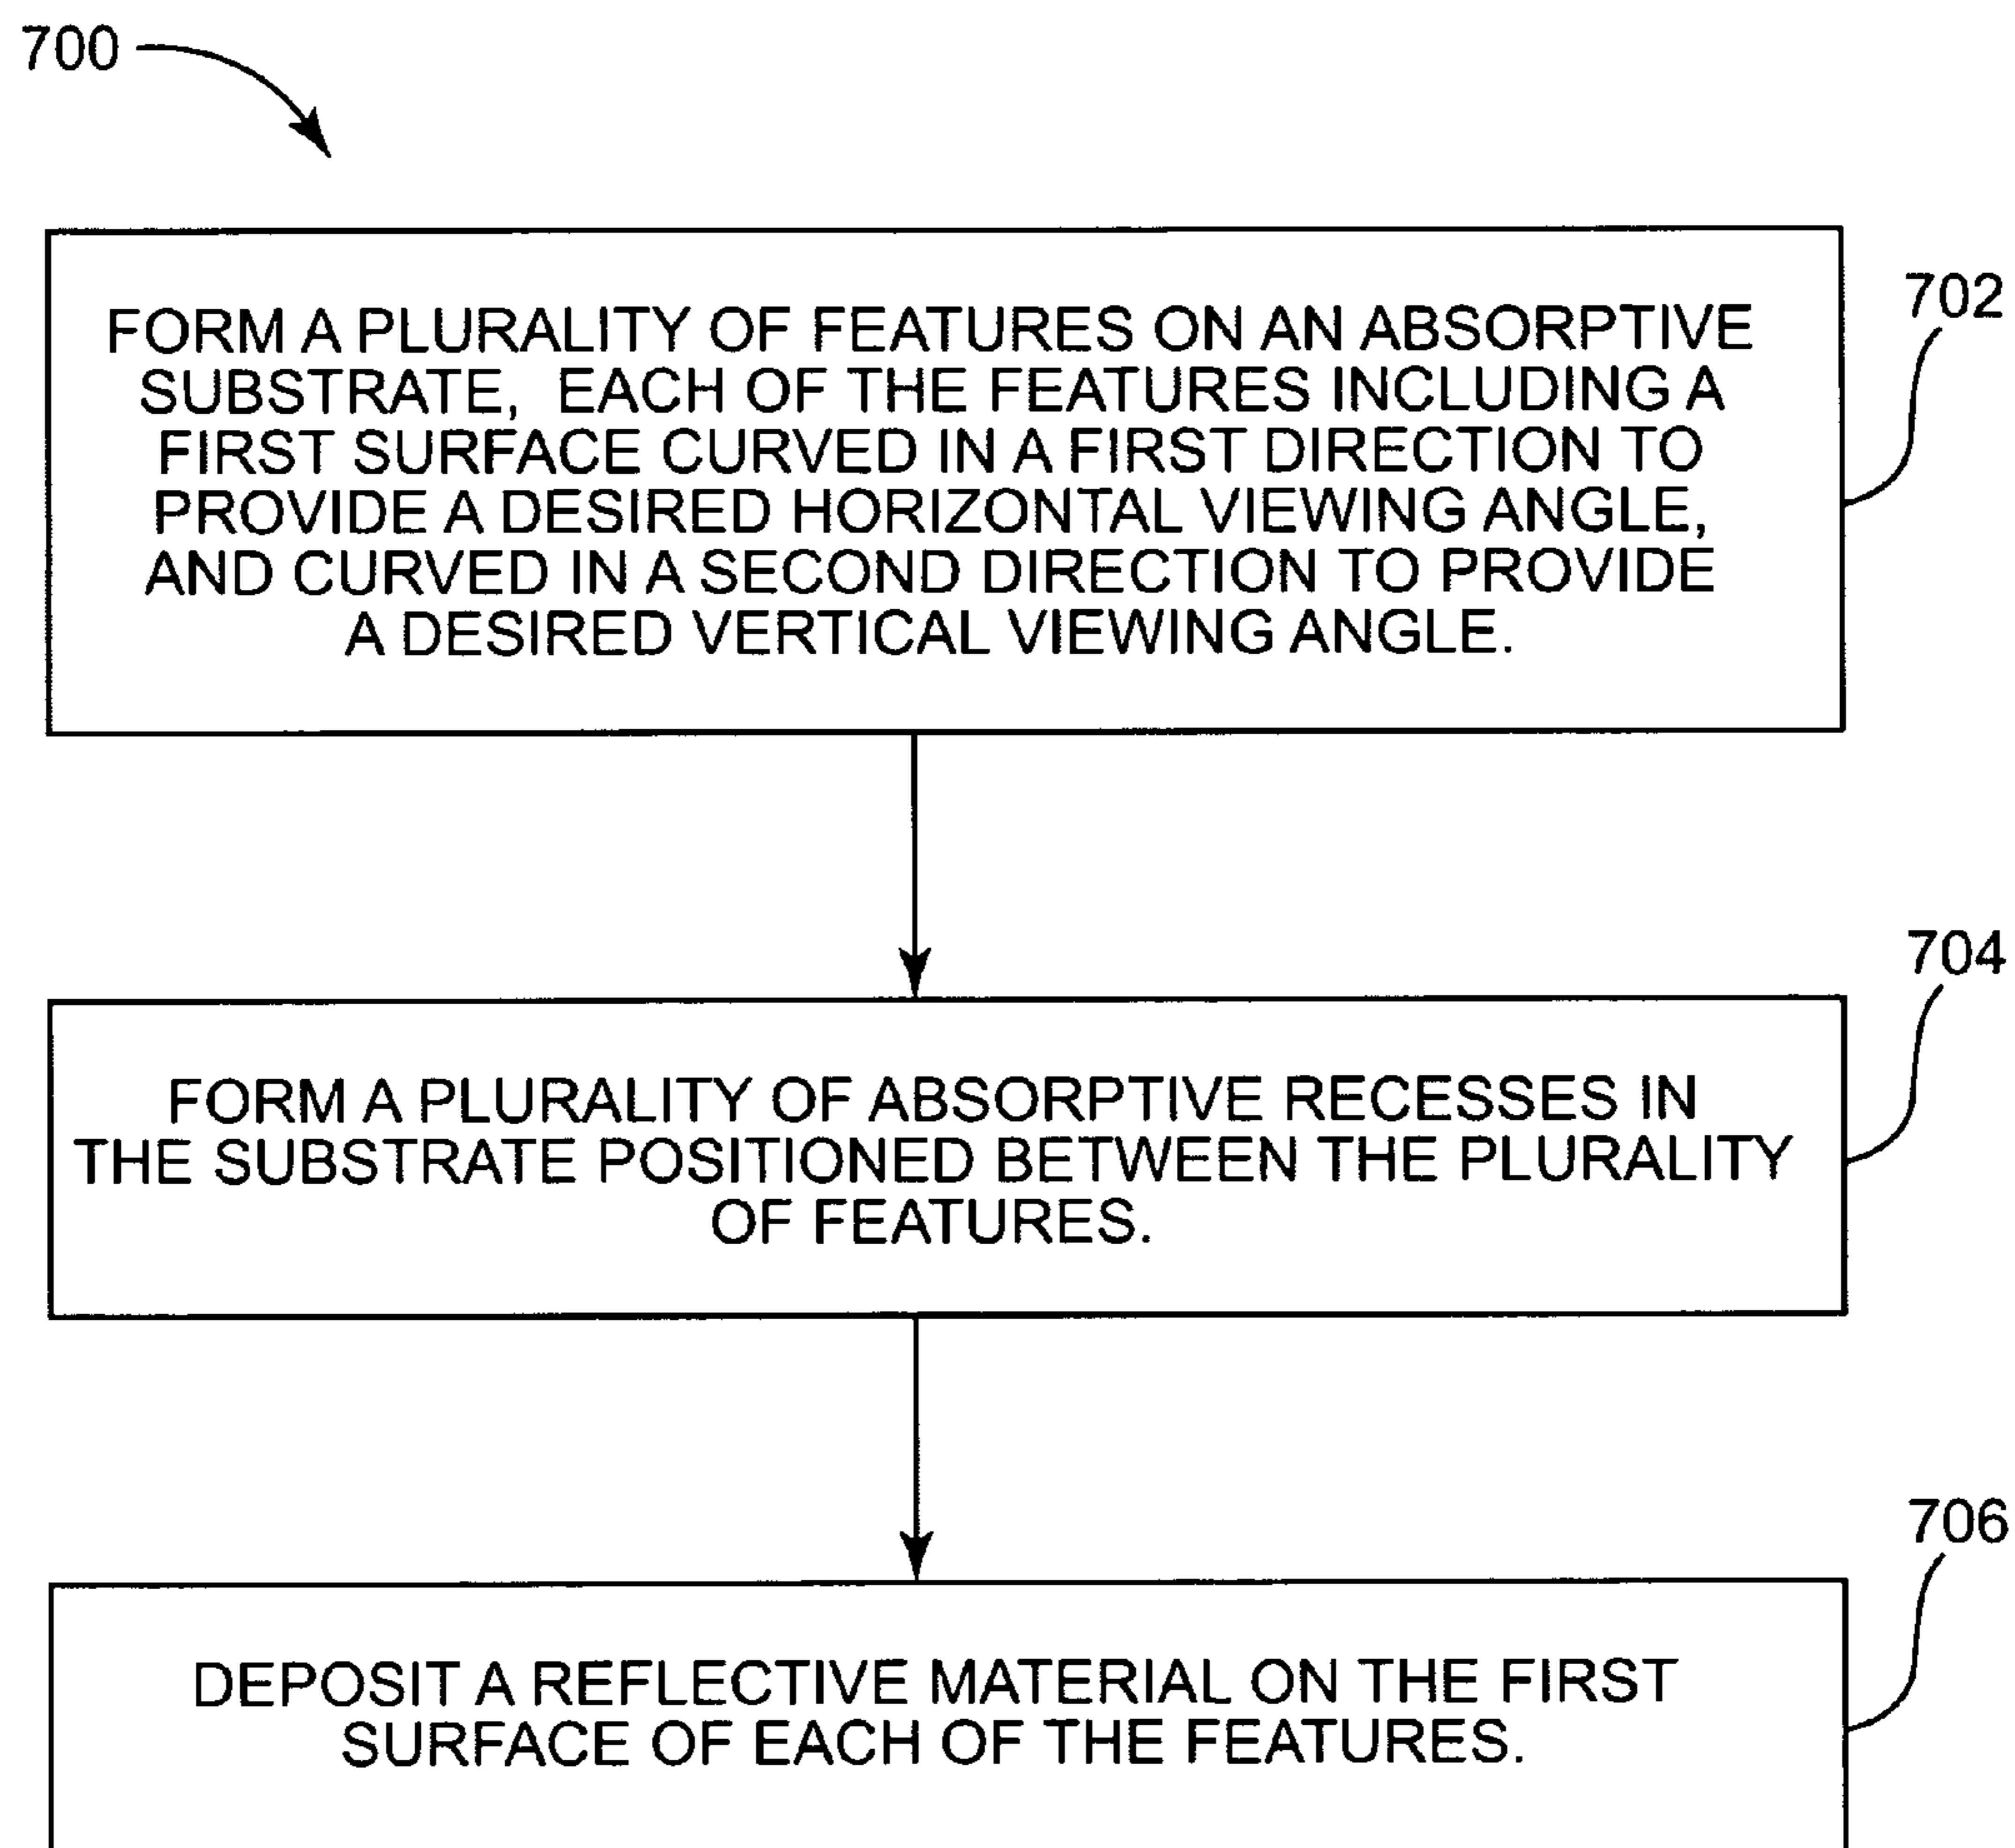 700
FORM A PLURALITY OF FEATURES ON AN ABSORPTIVE
SUBSTRATE, EACH OF THE FEATURES INCLUDING A
FIRST SURFACE CURVED IN A FIRST DIRECTION TO
PROVIDE A DESIRED HORIZONTAL VIEWING ANGLE,
AND CURVED IN A SECOND DIRECTION TO PROVIDE
A DESIRED VERTICAL VIEWING ANGLE.
702
FORM A PLURALITY OF ABSORPTIVE RECESSES IN
THE SUBSTRATE POSITIONED BETWEEN THE PLURALITY
OF FEATURES.
704
DEPOSIT A REFLECTIVE MATERIAL ON THE FIRST
SURFACE OF EACH OF THE FEATURES.
706